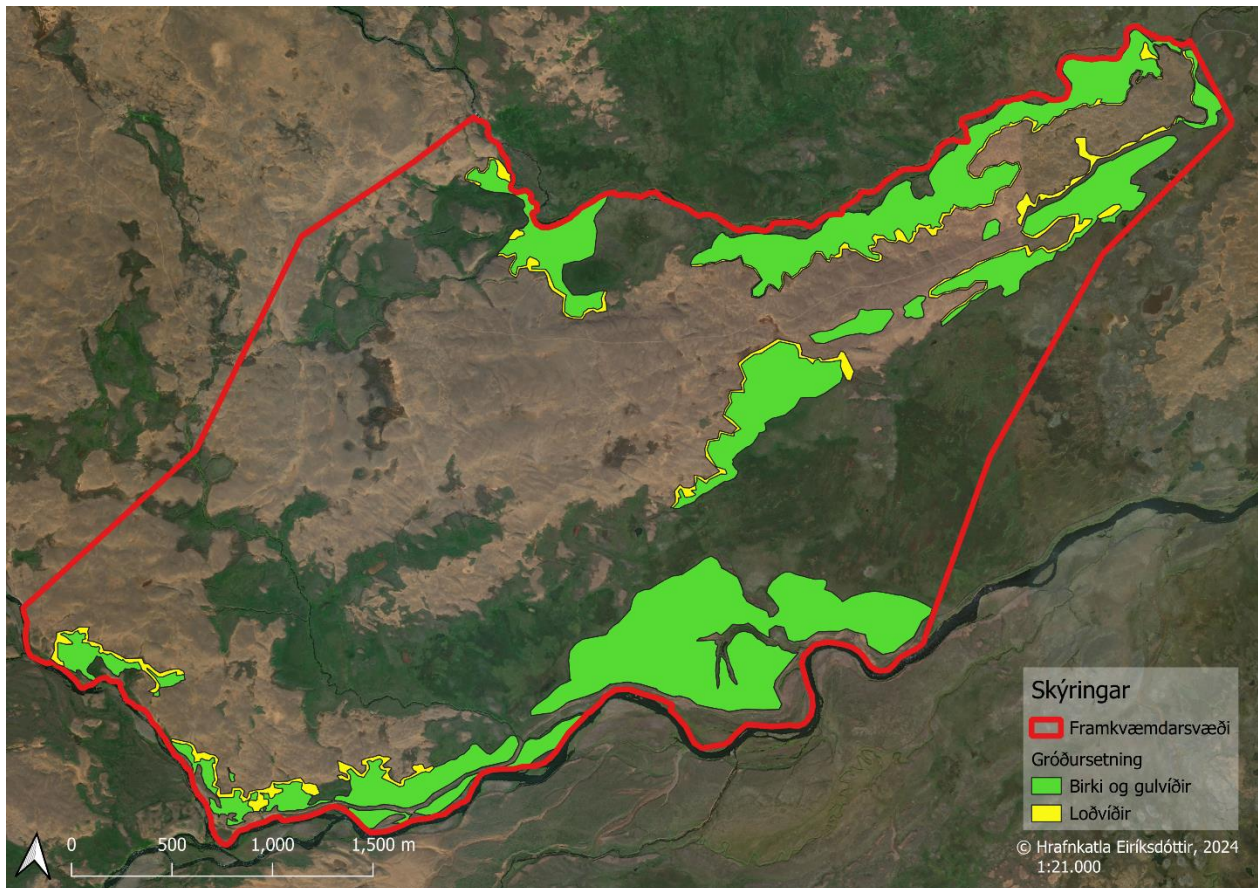 Skýringar
Framkvæmdarsvæði
Gróðursetning
Birki og gulvíðir
Loðvíðir
© Hrafnkatla Eiríksdóttir, 2024
1:21.000
0 500 1,000 1,500 m